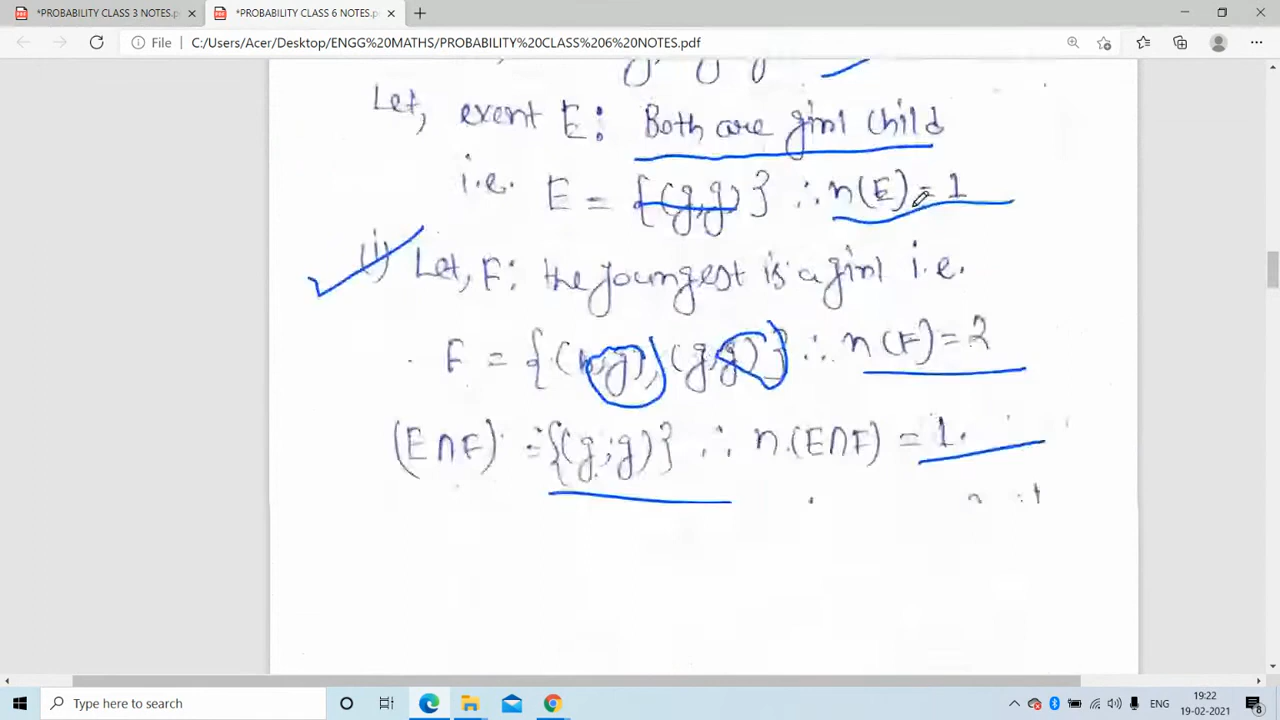 *PROBABILITY CLASS 3 NOTES.p
*PROBABILITY CLASS 6 NOTES.pdf
File
C:/Users/Acer/Desktop/ENGG%20MATHS/PROBABILITY%20CLASS%206%20NOTES.pdf
Let, event E: Both are girl child
i.e. E = {(g,g)} ∴ n(E) = 1
(i) Let, F: the youngest is a girl i.e.
F = {(b,g), (g,g)} ∴ n(F) = 2
(E∩F) = {(g,g)} ∴ n(E∩F) = 1.
Type here to search
ENG
19:22
19-02-2021
8